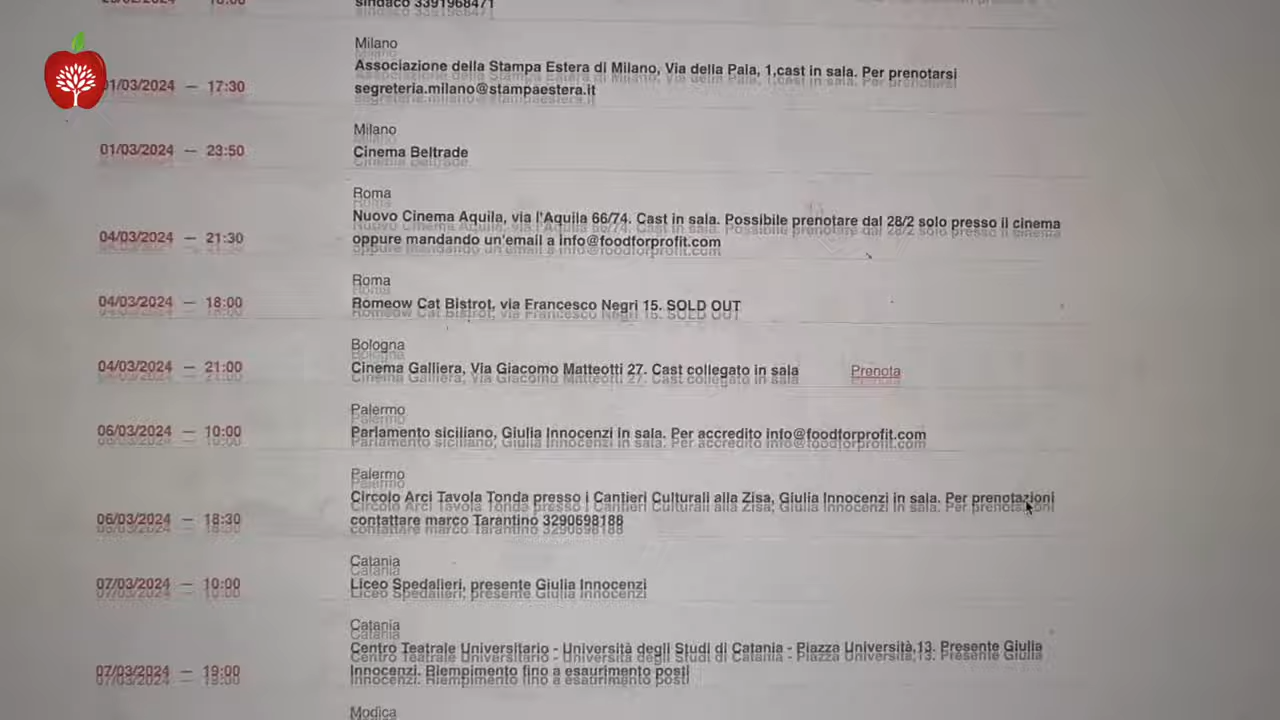 sindaco 3391968471
Milano
Associazione della Stampa Estera di Milano, Via della Pala, 1,cast in sala. Per prenotarsi
01/03/2024 — 17:30
segreteria.milano@stampaestera.it
Milano
01/03/2024 — 23:50
Cinema Beltrade
Roma
Nuovo Cinema Aquila, via l'Aquila 66/74. Cast in sala. Possibile prenotare dal 28/2 solo presso il cinema
04/03/2024 — 21:30
oppure mandando un'email a info@foodforprofit.com
Roma
04/03/2024 — 18:00
Romeow Cat Bistrot, via Francesco Negri 15. SOLD OUT
Bologna
04/03/2024 — 21:00
Cinema Galliera, Via Giacomo Matteotti 27. Cast collegato in sala Prenota
Palermo
06/03/2024 — 10:00
Parlamento siciliano, Giulia Innocenzi in sala. Per accredito info@foodforprofit.com
Palermo
Circolo Arci Tavola Tonda presso i Cantieri Culturali alla Zisa, Giulia Innocenzi in sala. Per prenotazioni
06/03/2024 — 18:30
contattare marco Tarantino 3290698188
Catania
07/03/2024 — 10:00
Liceo Spedalieri, presente Giulia Innocenzi
Catania
Centro Teatrale Universitario - Università degli Studi di Catania - Piazza Università,13. Presente Giulia
07/03/2024 — 19:00
Innocenzi. Riempimento fino a esaurimento posti
Modica